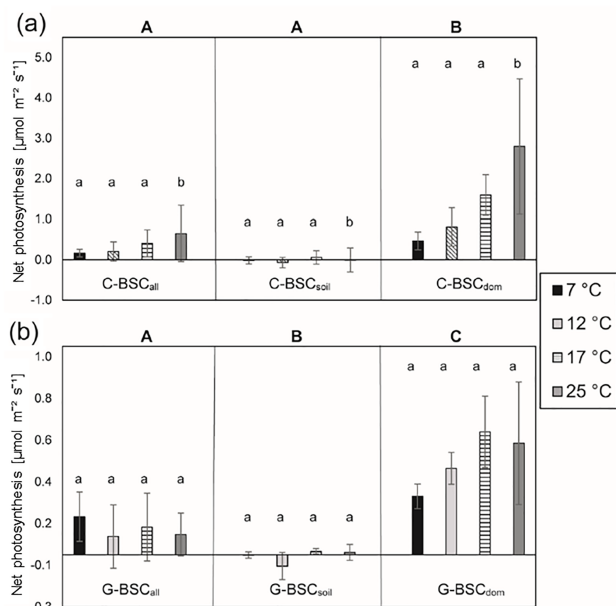 (a)
A A B
5.0 a a a b
4.0
3.0
2.0 a a a b
1.0 a a a b
0.0
-1.0
C-BSCall C-BSCsoil C-BSCdom
Net photosynthesis [µmol m⁻² s⁻¹]
7 °C
12 °C
17 °C
25 °C
(b)
A B C
1.0 a a a a
0.8
0.6
0.4 a a a a
0.2 a a a a
-0.1
G-BSCall G-BSCsoil G-BSCdom
-0.3
Net photosynthesis [µmol m⁻² s⁻¹]